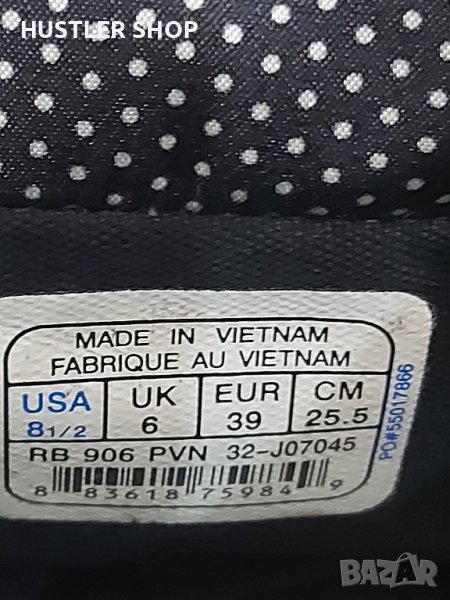 HUSTLER SHOP
MADE IN VIETNAM
FABRIQUE AU VIETNAM
USA UK EUR CM
8 1/2 6 39 25.5
RB 906 PVN 32-J07045
8 83618 75984 9
PO#55017866
BAZAR